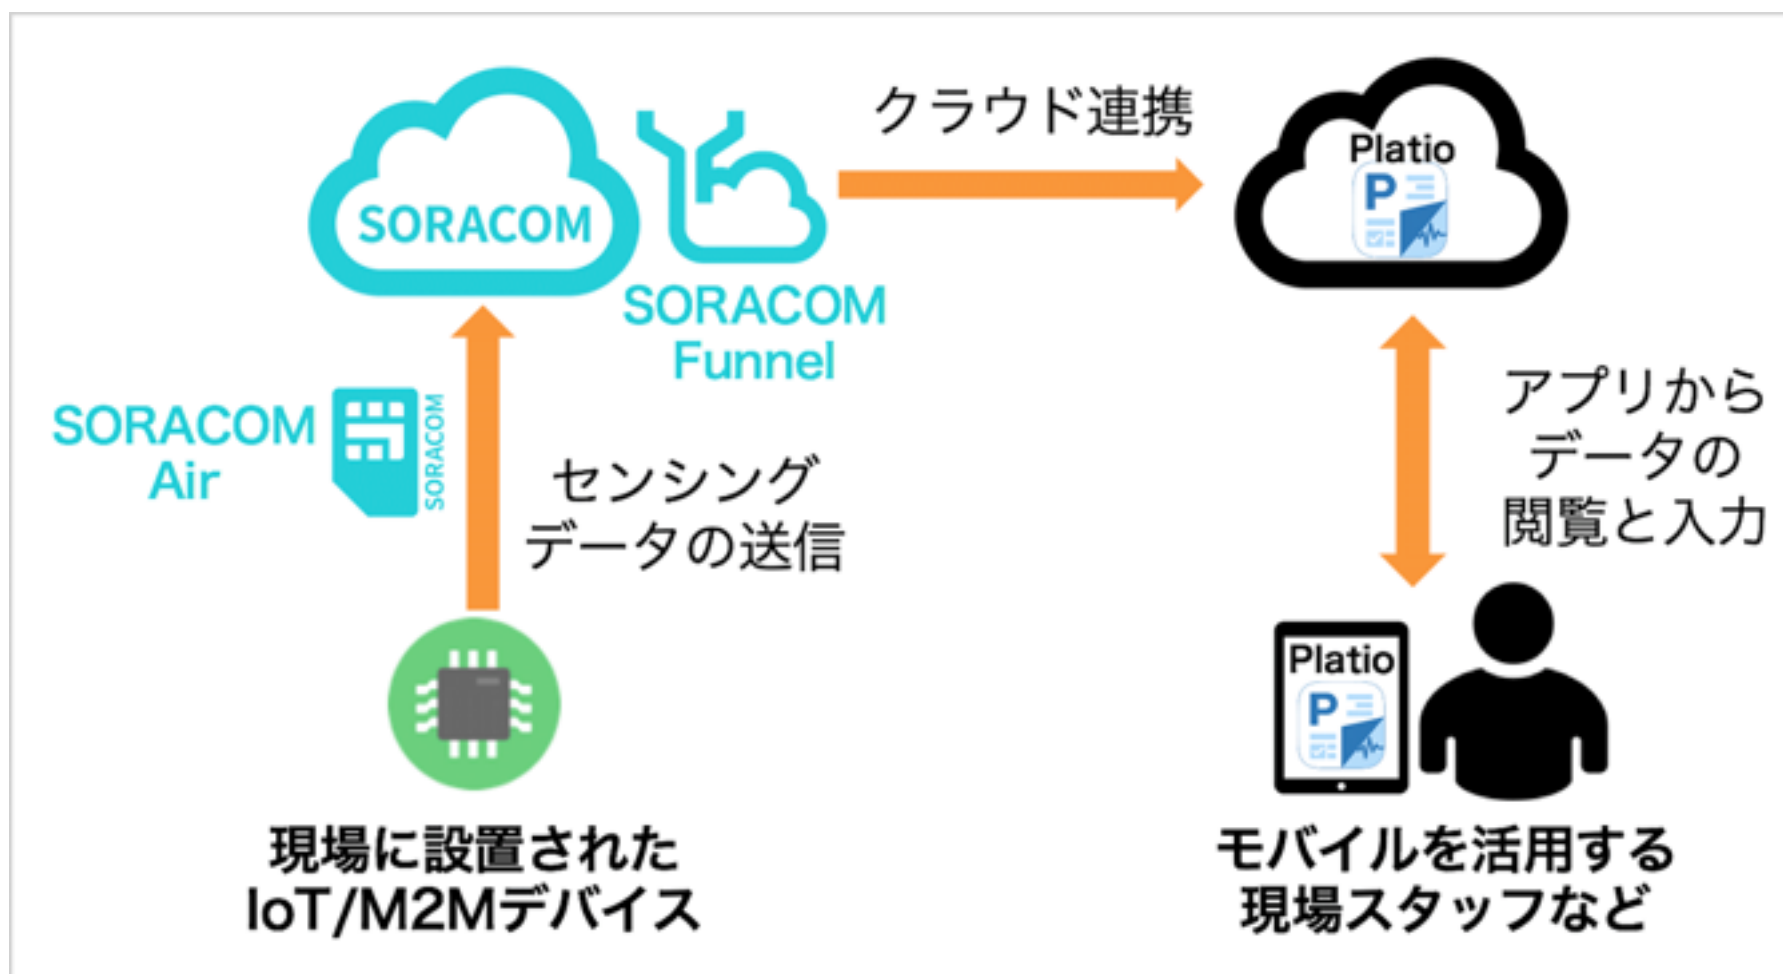 SORACOM
SORACOM
Funnel
クラウド連携
Platio
P
SORACOM
Air
SORACOM
センシング
データの送信
アプリから
データの
閲覧と入力
Platio
P
現場に設置された
IoT/M2Mデバイス
モバイルを活用する
現場スタッフなど